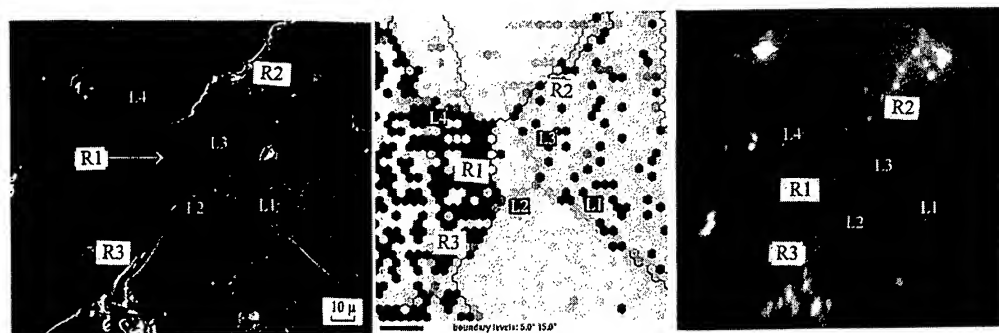 R2
L4
L3
R1
L2
L1
R3
10 μ
R2
L4
L3
R1
L2
L1
R3
boundary levels: 5.0° 15.0°
R2
L4
L3
R1
L2
L1
R3